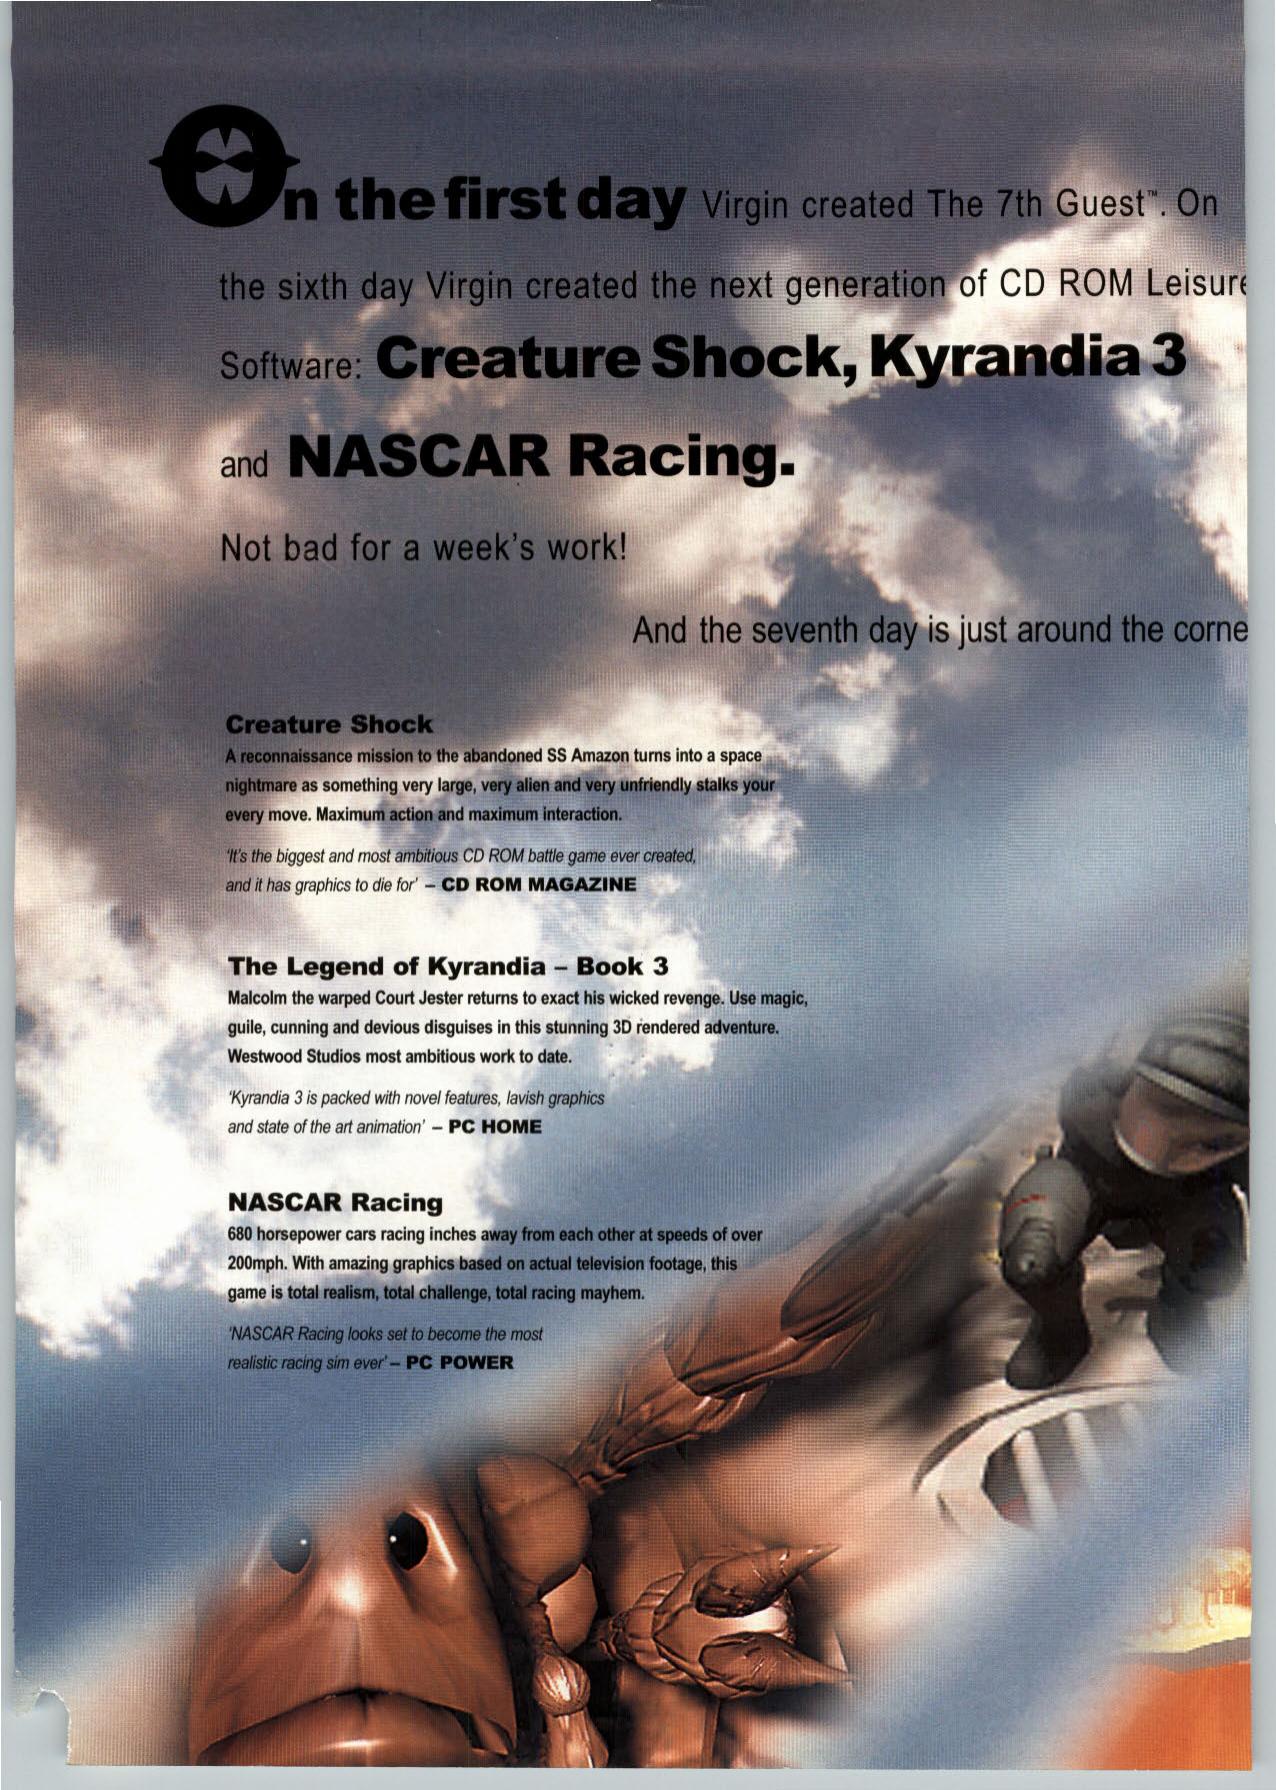 On the first day Virgin created The 7th Guest™. On
the sixth day Virgin created the next generation of CD ROM Leisure
Software: Creature Shock, Kyrandia 3
and NASCAR Racing.
Not bad for a week's work!
And the seventh day is just around the corne
Creature Shock
A reconnaissance mission to the abandoned SS Amazon turns into a space
nightmare as something very large, very alien and very unfriendly stalks your
every move. Maximum action and maximum interaction.
'It's the biggest and most ambitious CD ROM battle game ever created,
and it has graphics to die for' – CD ROM MAGAZINE
The Legend of Kyrandia – Book 3
Malcolm the warped Court Jester returns to exact his wicked revenge. Use magic,
guile, cunning and devious disguises in this stunning 3D rendered adventure.
Westwood Studios most ambitious work to date.
'Kyrandia 3 is packed with novel features, lavish graphics
and state of the art animation' – PC HOME
NASCAR Racing
680 horsepower cars racing inches away from each other at speeds of over
200mph. With amazing graphics based on actual television footage, this
game is total realism, total challenge, total racing mayhem.
'NASCAR Racing looks set to become the most
realistic racing sim ever' – PC POWER